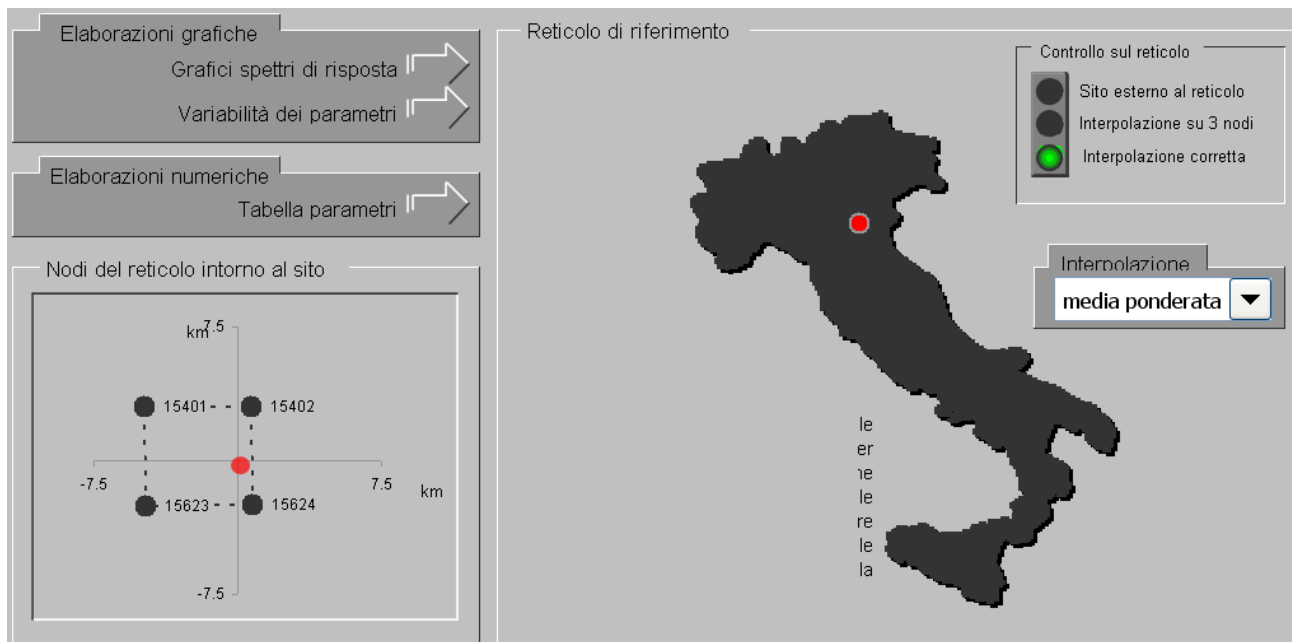 Elaborazioni grafiche
Grafici spettri di risposta
Variabilità dei parametri
Elaborazioni numeriche
Tabella parametri
Nodi del reticolo intorno al sito
km
7.5
15401
15402
-7.5
7.5
km
15623
15624
-7.5
Reticolo di riferimento
Controllo sul reticolo
Sito esterno al reticolo
Interpolazione su 3 nodi
Interpolazione corretta
Interpolazione
media ponderata
le
er
ne
le
re
le
la